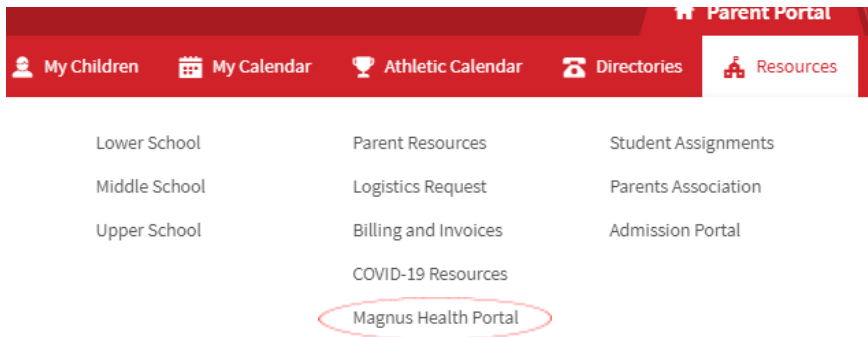 Parent Portal
My Children
My Calendar
Athletic Calendar
Directories
Resources
Lower School
Middle School
Upper School
Parent Resources
Logistics Request
Billing and Invoices
COVID-19 Resources
Magnus Health Portal
Student Assignments
Parents Association
Admission Portal